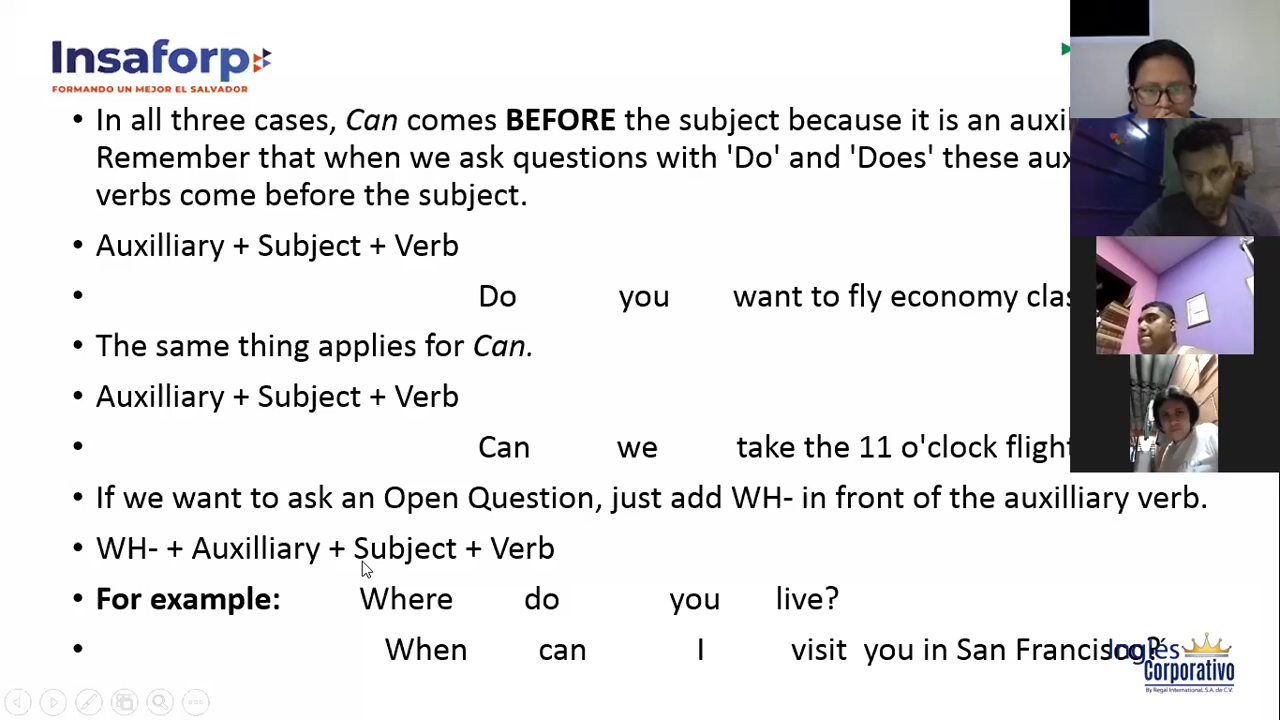 Insaforp
FORMANDO UN MEJOR EL SALVADOR
• In all three cases, Can comes BEFORE the subject because it is an auxi
Remember that when we ask questions with 'Do' and 'Does' these aux
verbs come before the subject.
• Auxilliary + Subject + Verb
• Do you want to fly economy clas
• The same thing applies for Can.
• Auxilliary + Subject + Verb
• Can we take the 11 o'clock flight
• If we want to ask an Open Question, just add WH- in front of the auxilliary verb.
• WH- + Auxilliary + Subject + Verb
• For example: Where do you live?
• When can I visit you in San Francisco?
Inglés
Corporativo
By Regal International, S.A. de C.V.